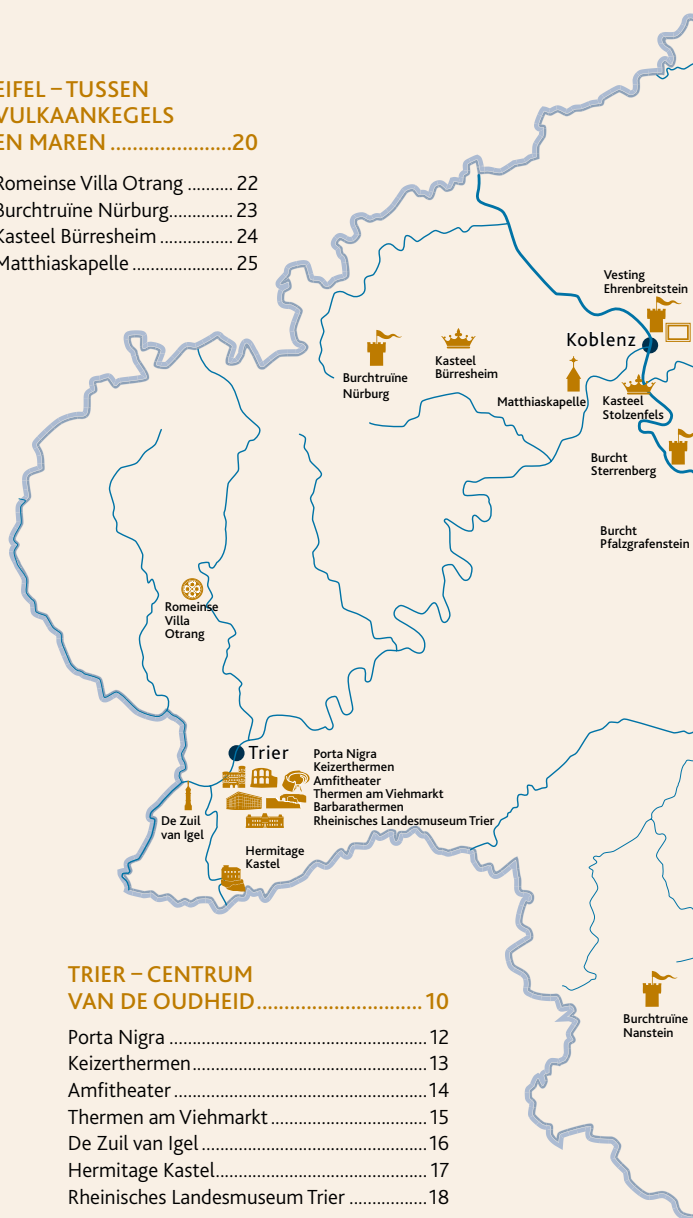 EIFEL – TUSSEN
VULKAANKEGELS
EN MAREN .....................20
Romeinse Villa Otrang ......... 22
Burchtruïne Nürburg............. 23
Kasteel Bürresheim ............... 24
Matthiaskapelle .................... 25
Vesting
Ehrenbreitstein
Koblenz
Burchtruïne
Nürburg
Kasteel
Bürresheim
Matthiaskapelle
Kasteel
Stolzenfels
Burcht
Sterrenberg
Burcht
Pfalzgrafenstein
Romeinse
Villa
Otrang
Trier
Porta Nigra
Keizerthermen
Amfitheater
Thermen am Viehmarkt
Barbarathermen
Rheinisches Landesmuseum Trier
De Zuil
van Igel
Hermitage
Kastel
Burchtruïne
Nanstein
TRIER – CENTRUM
VAN DE OUDHEID............................. 10
Porta Nigra ....................................................12
Keizerthermen...............................................13
Amfitheater ...................................................14
Thermen am Viehmarkt...............................15
De Zuil van Igel .............................................16
Hermitage Kastel...........................................17
Rheinisches Landesmuseum Trier ................18